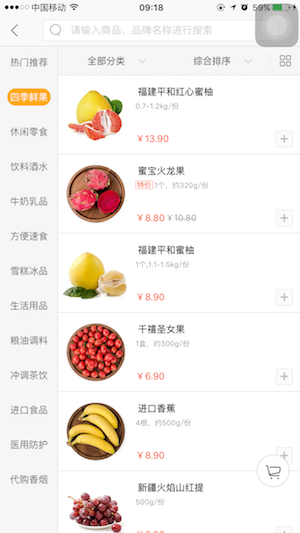 中国移动
09:18
59%
请输入商品、品牌名称进行搜索
热门推荐
四季鲜果
休闲零食
饮料酒水
牛奶乳品
方便速食
雪糕冰品
生活用品
粮油调料
冲调茶饮
进口食品
医用防护
代购香烟
全部分类
综合排序
福建平和红心蜜柚
0.7-1.2kg/份
¥ 13.90
蜜宝火龙果
特价 1个，约320g/份
¥ 8.80 ¥ 10.80
福建平和蜜柚
1个,1.1-1.5kg/份
¥ 8.90
千禧圣女果
1盒，约300g/份
¥ 6.90
进口香蕉
4根，约500g/份
¥ 8.90
新疆火焰山红提
500g/份